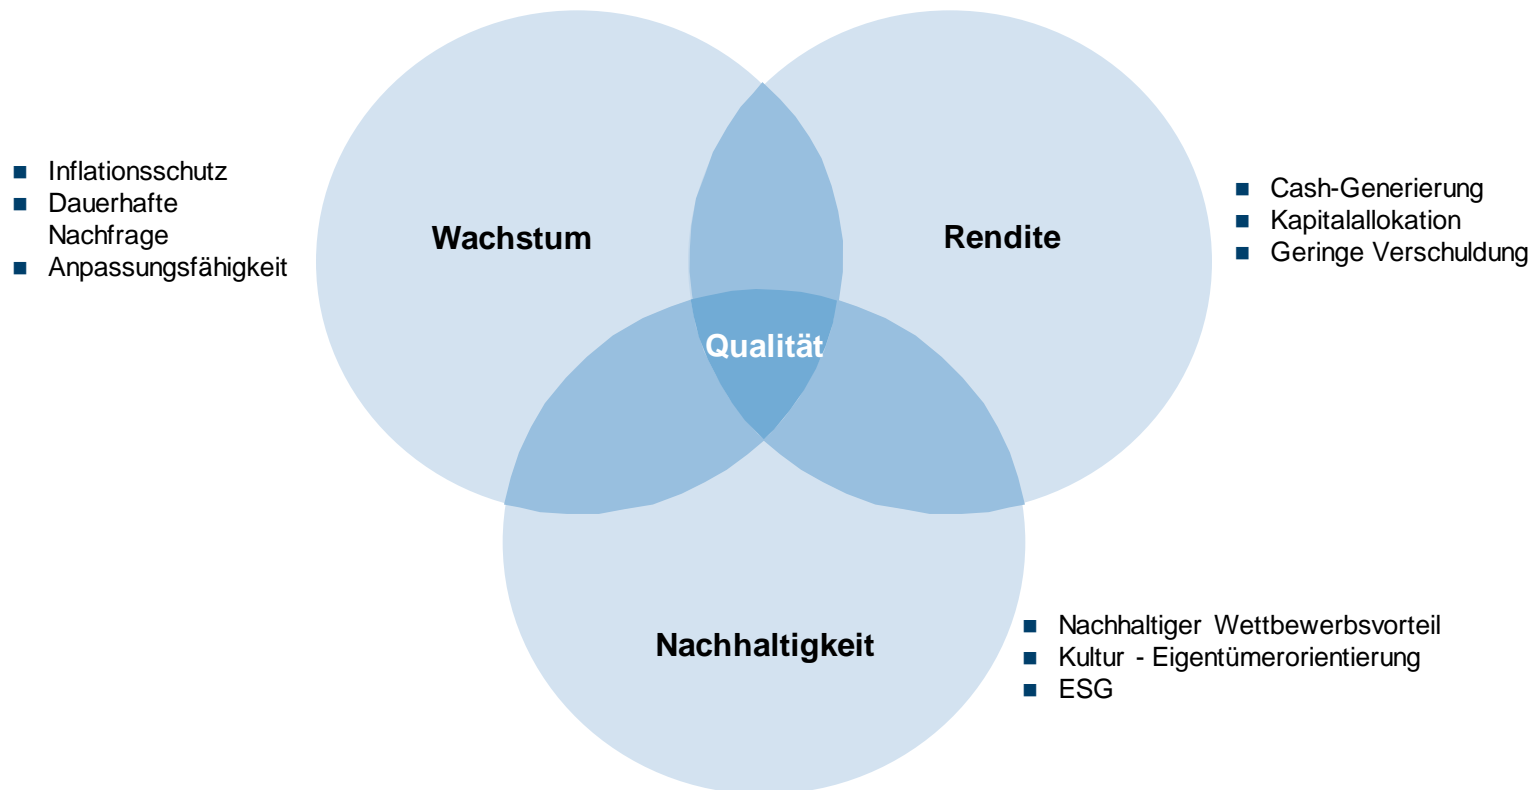 Inflationsschutz
Dauerhafte
Nachfrage
Anpassungsfähigkeit
Wachstum
Rendite
Cash-Generierung
Kapitalallokation
Geringe Verschuldung
Qualität
Nachhaltigkeit
Nachhaltiger Wettbewerbsvorteil
Kultur - Eigentümerorientierung
ESG